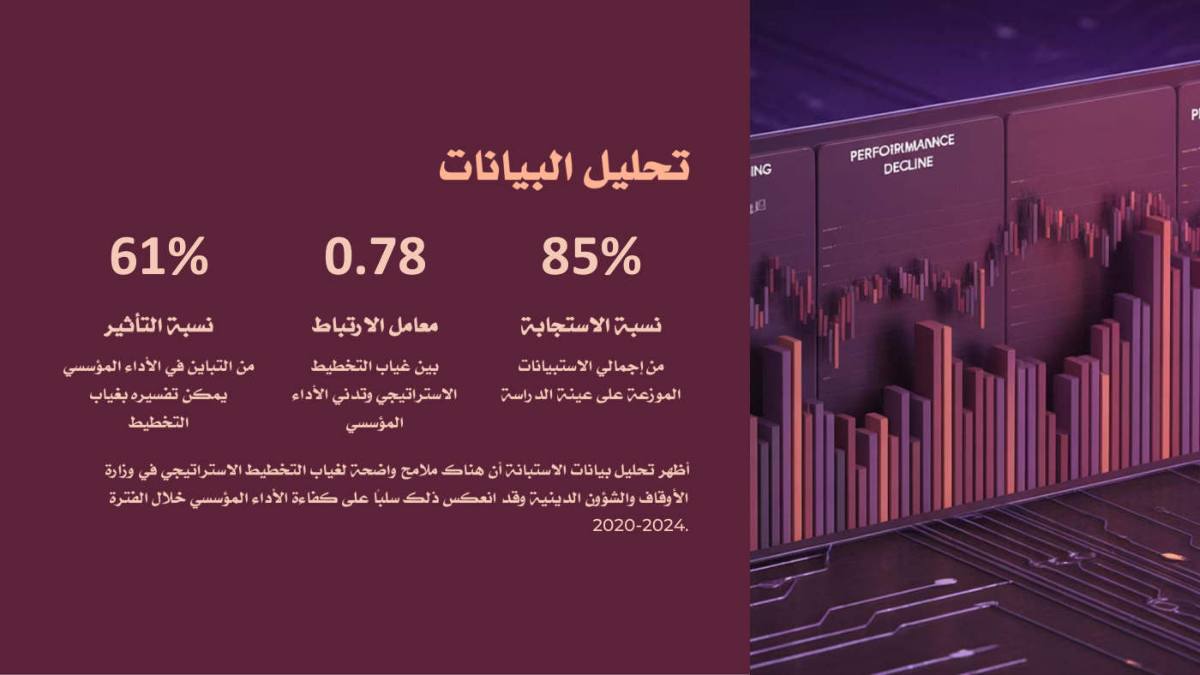 تحليل البيانات
85%
نسبة الاستجابة
من إجمالي الاستبيانات
الموزعة على عينة الدراسة
0.78
معامل الارتباط
بين غياب التخطيط
الاستراتيجي وتدني الأداء
المؤسسي
61%
نسبة التأثير
من التباين في الأداء المؤسسي
يمكن تفسيره بغياب
التخطيط
أظهر تحليل بيانات الاستبانة أن هناك ملامح واضحة لغياب التخطيط الاستراتيجي في وزارة
الأوقاف والشؤون الدينية وقد انعكس ذلك سلبًا على كفاءة الأداء المؤسسي خلال الفترة
2020-2024.
ING
PERFOIRIMIANNCE
DECLINE